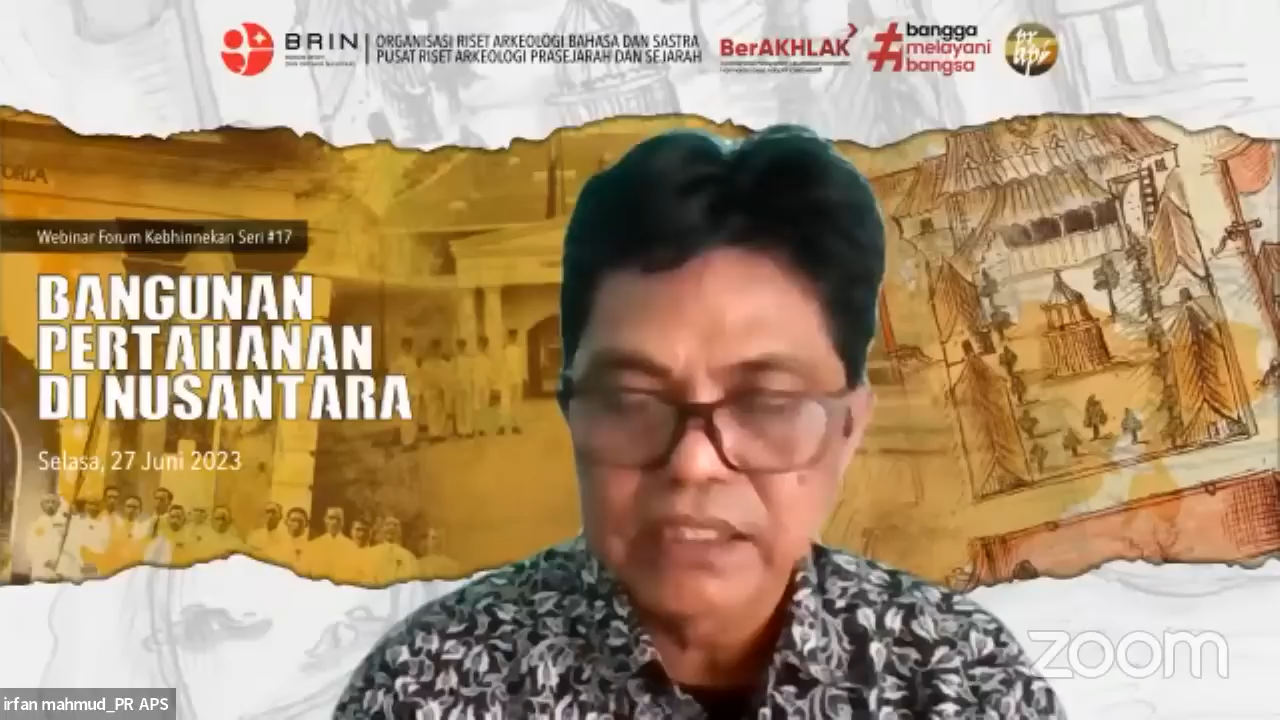 BRIN
ORGANISASI RISET ARKEOLOGI BAHASA DAN SASTRA
PUSAT RISET ARKEOLOGI PRASEJARAH DAN SEJARAH
BerAKHLAK
#bangga
melayani
bangsa
ORIA
Webinar Forum Kebhinnekan Seri #17
BANGUNAN
PERTAHANAN
DI NUSANTARA
Selasa, 27 Juni 2023
zoom
irfan mahmud_PR APS